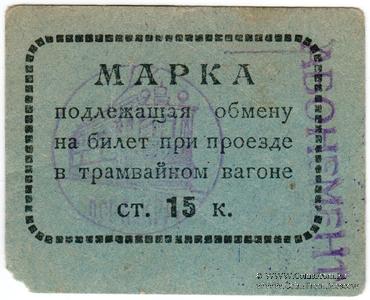 МАРКА
подлежащая обмену
на билет при проезде
в трамвайном вагоне
ст. 15 к.
АБОНЕМЕНТ